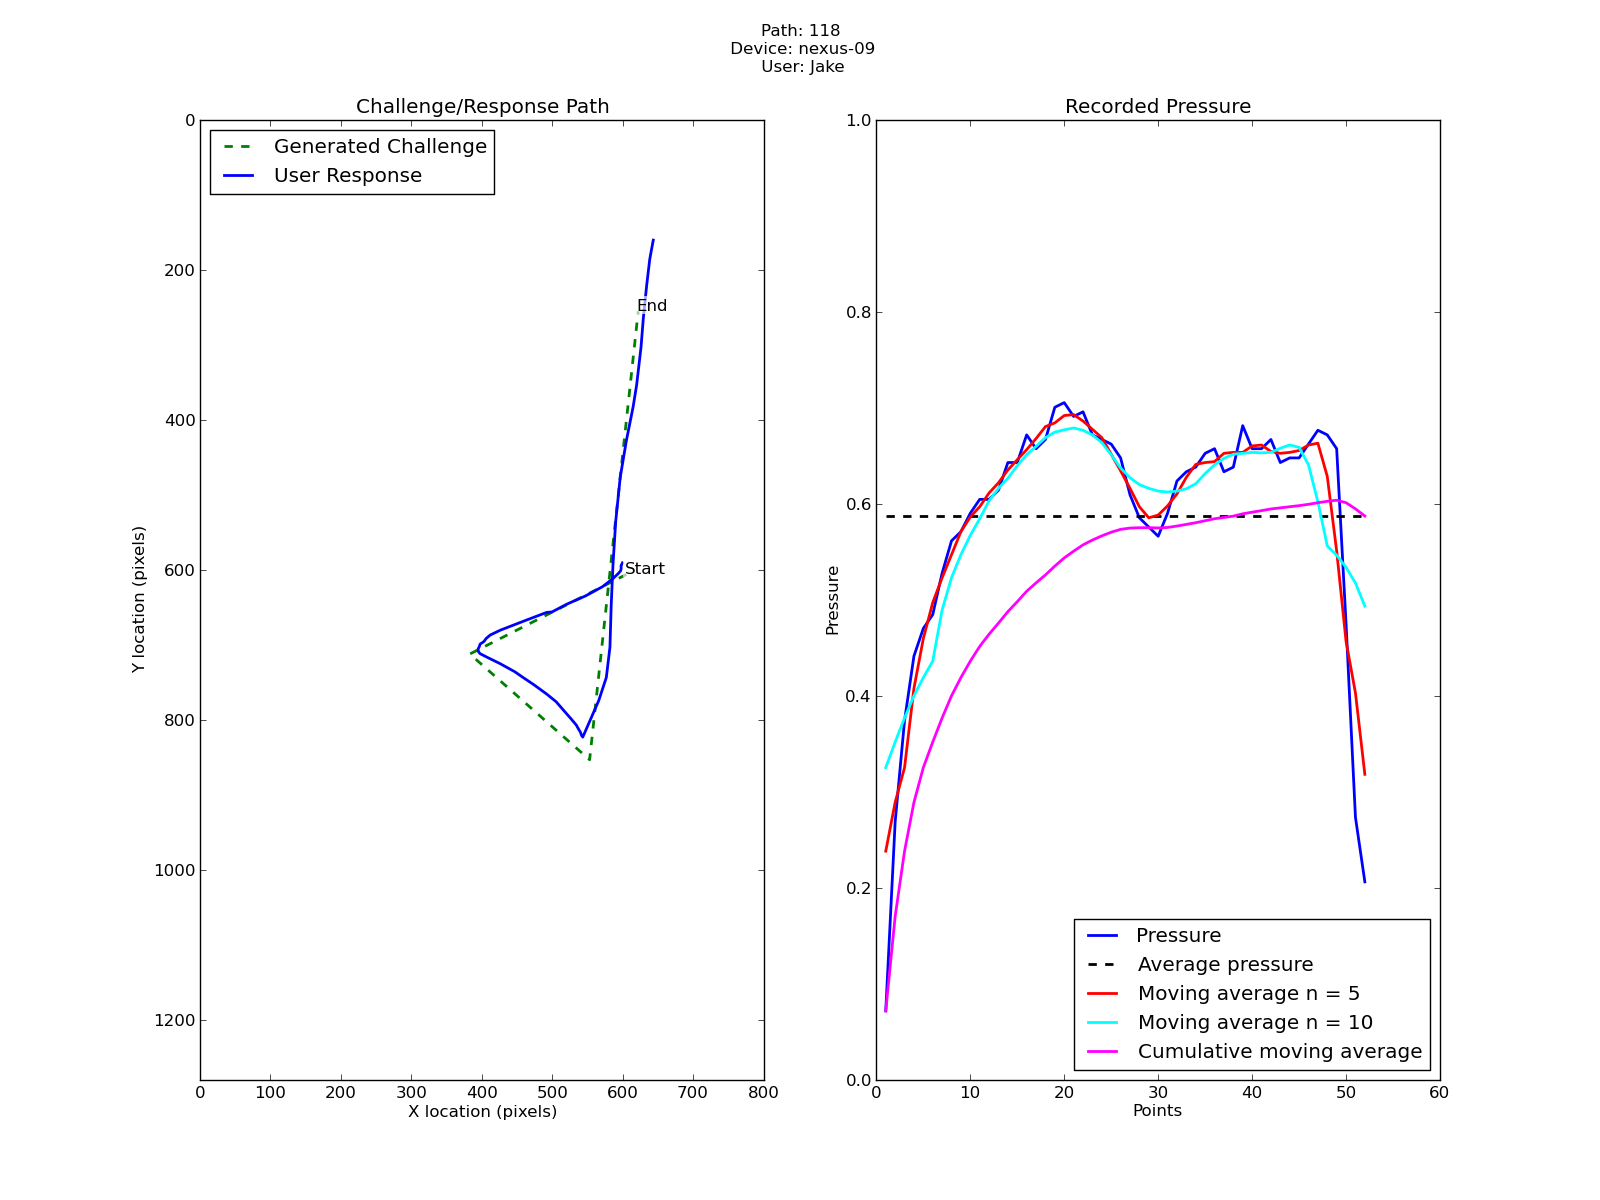 Path: 118
Device: nexus-09
User: Jake
Challenge/Response Path
Generated Challenge
User Response
End
Start
0
200
400
600
800
1000
1200
Y location (pixels)
0 100 200 300 400 500 600 700 800
X location (pixels)
Recorded Pressure
1.0
0.8
0.6
0.4
0.2
0.0
Pressure
Pressure
Average pressure
Moving average n = 5
Moving average n = 10
Cumulative moving average
0 10 20 30 40 50 60
Points